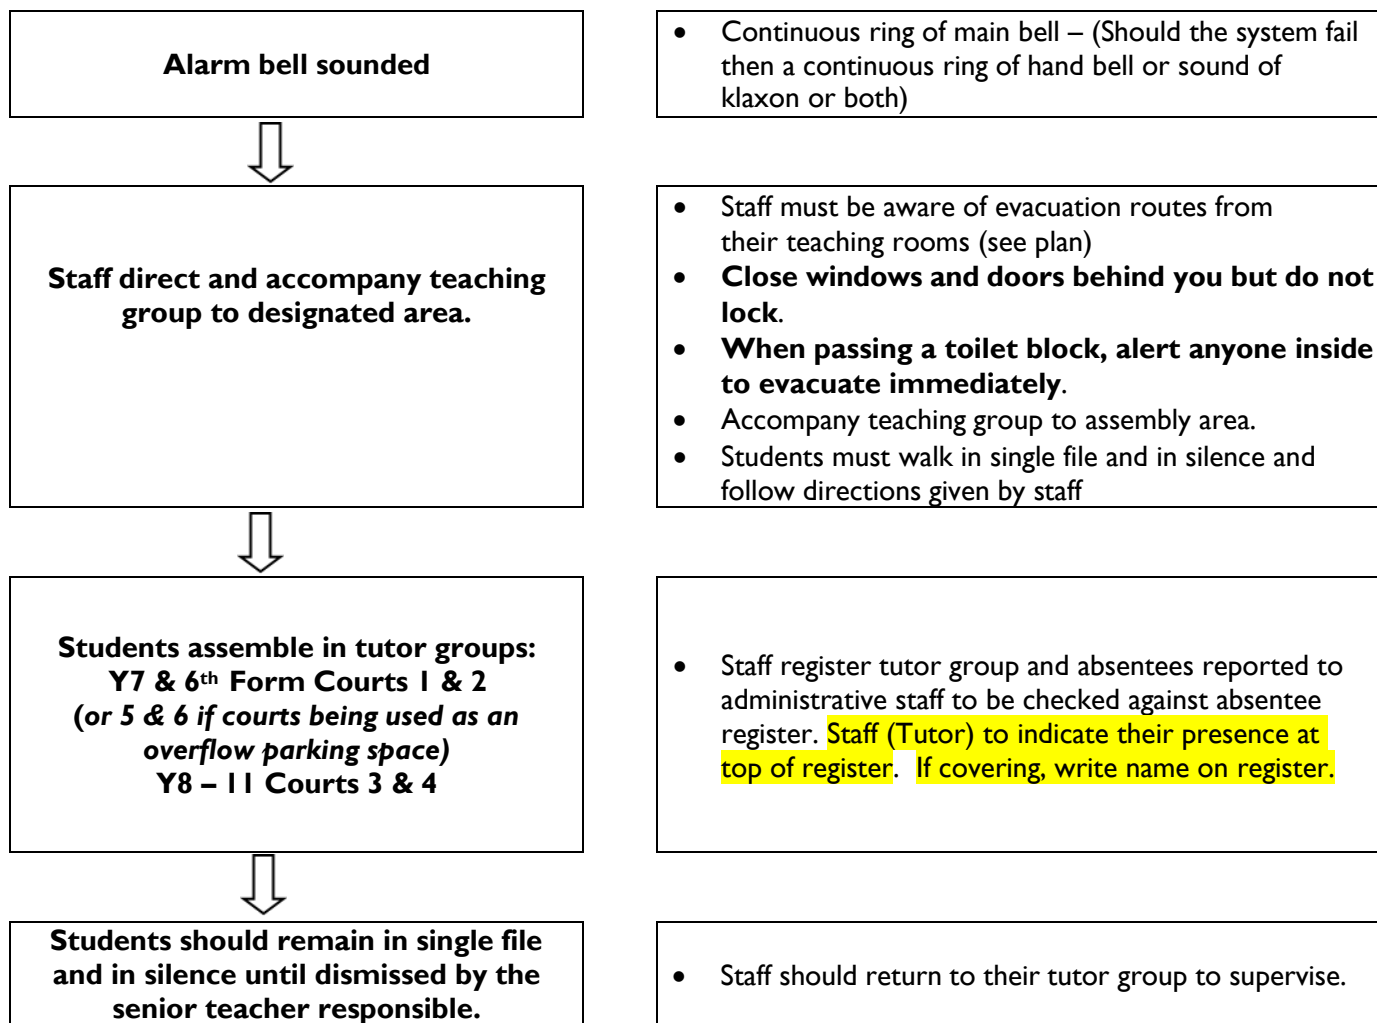 Alarm bell sounded
• Continuous ring of main bell – (Should the system fail
then a continuous ring of hand bell or sound of
klaxon or both)
Staff direct and accompany teaching
group to designated area.
• Staff must be aware of evacuation routes from
their teaching rooms (see plan)
• Close windows and doors behind you but do not
lock.
• When passing a toilet block, alert anyone inside
to evacuate immediately.
• Accompany teaching group to assembly area.
• Students must walk in single file and in silence and
follow directions given by staff
Students assemble in tutor groups:
Y7 & 6th Form Courts 1 & 2
(or 5 & 6 if courts being used as an
overflow parking space)
Y8 – 11 Courts 3 & 4
• Staff register tutor group and absentees reported to
administrative staff to be checked against absentee
register. Staff (Tutor) to indicate their presence at
top of register. If covering, write name on register.
Students should remain in single file
and in silence until dismissed by the
senior teacher responsible.
• Staff should return to their tutor group to supervise.